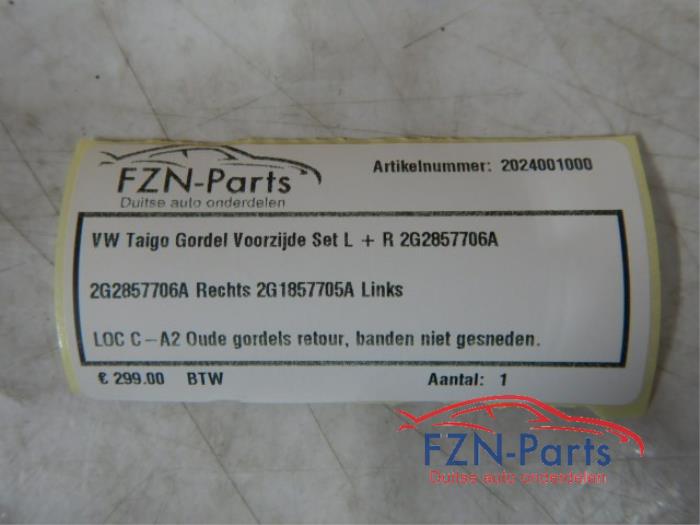 FZN-Parts
Duitse auto onderdelen
Artikelnummer: 2024001000
VW Taigo Gordel Voorzijde Set L + R 2G2857706A
2G2857706A Rechts 2G1857705A Links
LOC C-A2 Oude gordels retour, banden niet gesneden.
€ 299.00 BTW Aantal: 1
FZN-Parts
Duitse auto onderdelen